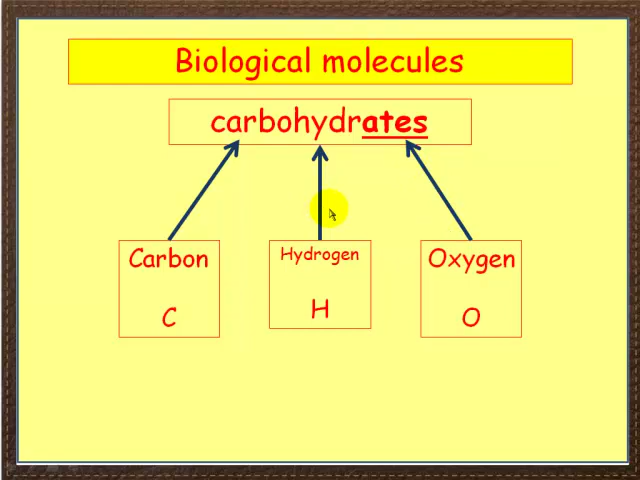 Biological molecules
carbohydrates
Carbon
Hydrogen
Oxygen
C
H
O